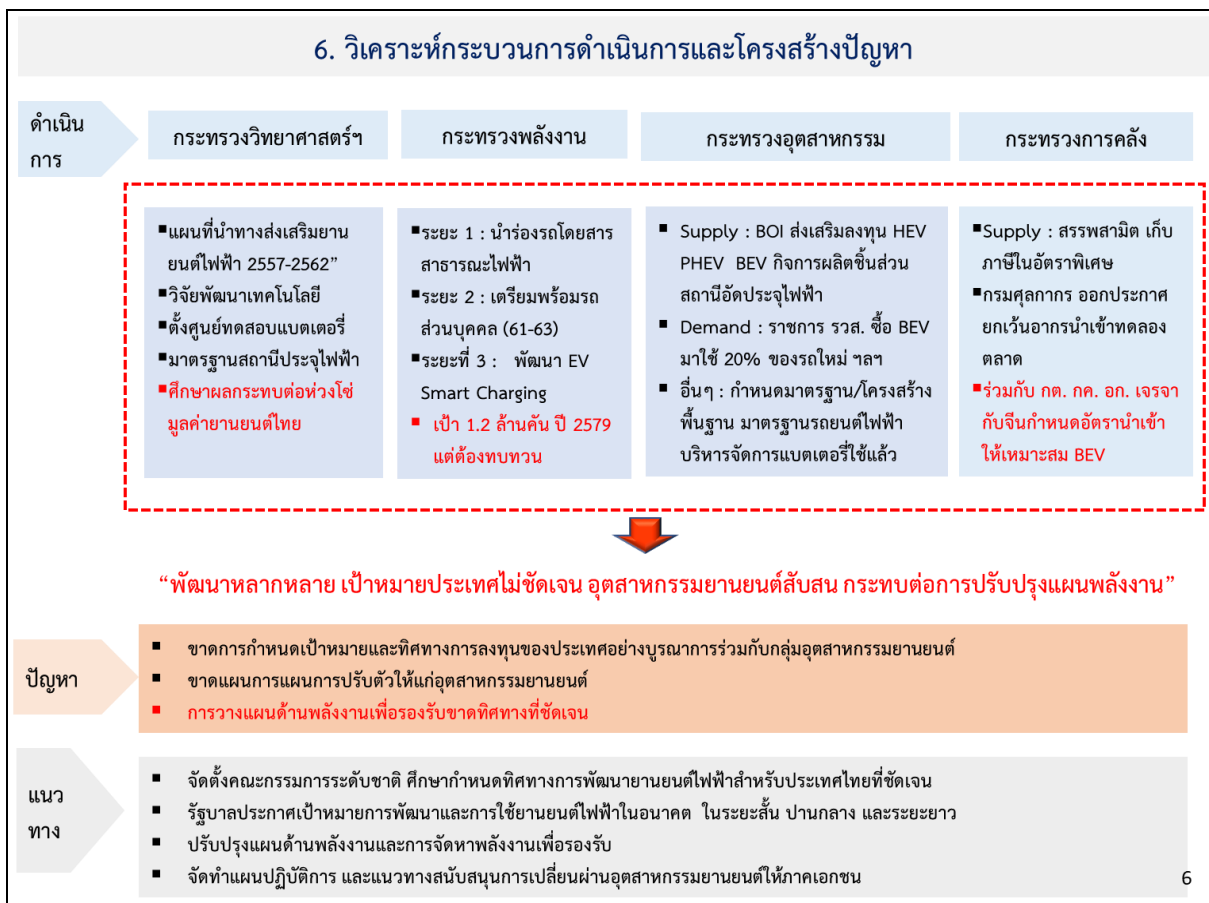 6. วิเคราะห์กระบวนการดำเนินการและโครงสร้างปัญหา
ดำเนิน
การ
กระทรวงวิทยาศาสตร์ฯ
กระทรวงพลังงาน
กระทรวงอุตสาหกรรม
กระทรวงการคลัง
▪แผนที่นำทางส่งเสริมยาน
ยนต์ไฟฟ้า 2557-2562”
▪วิจัยพัฒนาเทคโนโลยี
▪ตั้งศูนย์ทดสอบแบตเตอรี่
▪มาตรฐานสถานีประจุไฟฟ้า
▪ศึกษาผลกระทบต่อห่วงโซ่
มูลค่ายานยนต์ไทย
▪ระยะ 1 : นำร่องรถโดยสาร
สาธารณะไฟฟ้า
▪ระยะ 2 : เตรียมพร้อมรถ
ส่วนบุคคล (61-63)
▪ระยะที่ 3 : พัฒนา EV
Smart Charging
▪ เป้า 1.2 ล้านคัน ปี 2579
แต่ต้องทบทวน
▪ Supply : BOI ส่งเสริมลงทุน HEV
PHEV BEV กิจการผลิตชิ้นส่วน
สถานีอัดประจุไฟฟ้า
▪ Demand : ราชการ รวส. ซื้อ BEV
มาใช้ 20% ของรถใหม่ ฯลฯ
▪ อื่นๆ : กำหนดมาตรฐาน/โครงสร้าง
พื้นฐาน มาตรฐานรถยนต์ไฟฟ้า
บริหารจัดการแบตเตอรี่ใช้แล้ว
▪Supply : สรรพสามิต เก็บ
ภาษีในอัตราพิเศษ
▪กรมศุลกากร ออกประกาศ
ยกเว้นอากรนำเข้าทดลอง
ตลาด
▪ร่วมกับ กต. กค. อก. เจรจา
กับจีนกำหนดอัตรานำเข้า
ให้เหมาะสม BEV
“พัฒนาหลากหลาย เป้าหมายประเทศไม่ชัดเจน อุตสาหกรรมยานยนต์สับสน กระทบต่อการปรับปรุงแผนพลังงาน”
ปัญหา
▪ ขาดการกำหนดเป้าหมายและทิศทางการลงทุนของประเทศอย่างบูรณาการร่วมกับกลุ่มอุตสาหกรรมยานยนต์
▪ ขาดแผนการแผนการปรับตัวให้แก่อุตสาหกรรมยานยนต์
▪ การวางแผนด้านพลังงานเพื่อรองรับขาดทิศทางที่ชัดเจน
แนว
ทาง
▪ จัดตั้งคณะกรรมการระดับชาติ ศึกษากำหนดทิศทางการพัฒนายานยนต์ไฟฟ้าสำหรับประเทศไทยที่ชัดเจน
▪ รัฐบาลประกาศเป้าหมายการพัฒนาและการใช้ยานยนต์ไฟฟ้าในอนาคต ในระยะสั้น ปานกลาง และระยะยาว
▪ ปรับปรุงแผนด้านพลังงานและการจัดหาพลังงานเพื่อรองรับ
▪ จัดทำแผนปฏิบัติการ และแนวทางสนับสนุนการเปลี่ยนผ่านอุตสาหกรรมยานยนต์ให้ภาคเอกชน
6